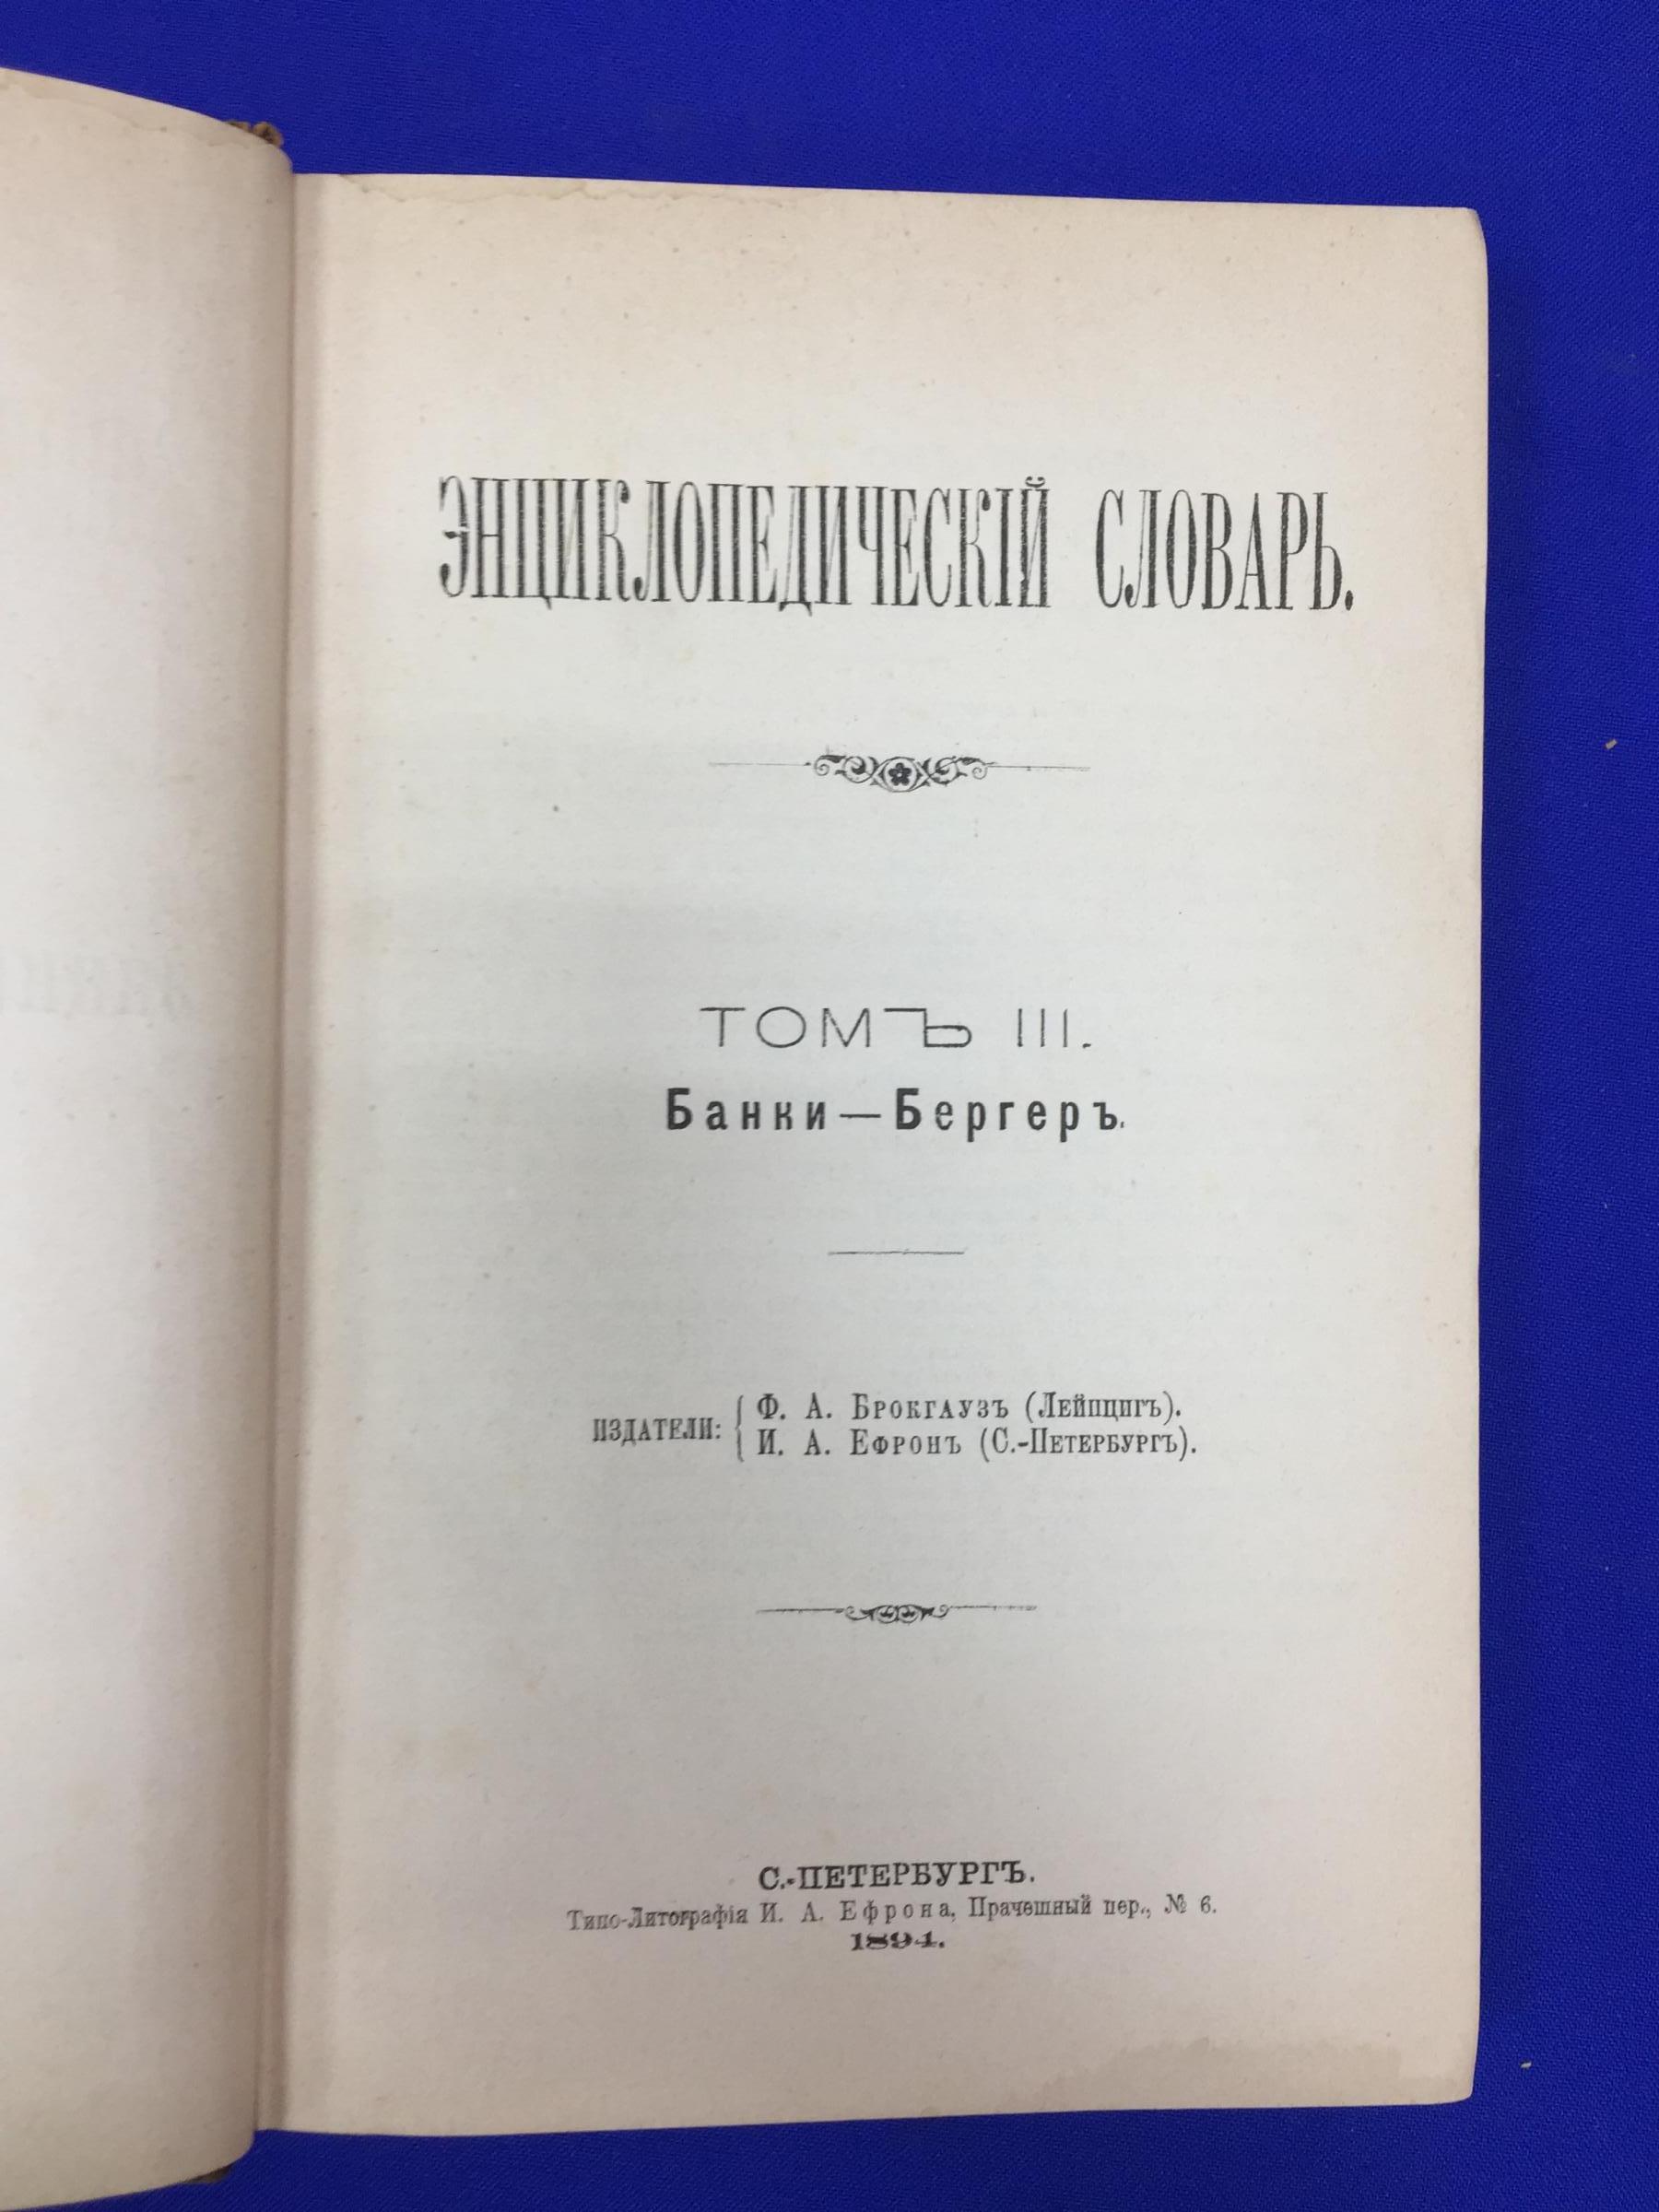 ЭНЦИКЛОПЕДИЧЕСКІЙ СЛОВАРЬ.
ТОМЪ III.
Банки—Бергеръ.
ИЗДАТЕЛИ: Ф. А. БРОКГАУЗЪ (ЛЕЙПЦИГЪ).
И. А. ЕФРОНЪ (С.-ПЕТЕРБУРГЪ).
С.-ПЕТЕРБУРГЪ.
Типо-Литографія И. А. Ефрона, Прачешный пер., № 6.
1894.